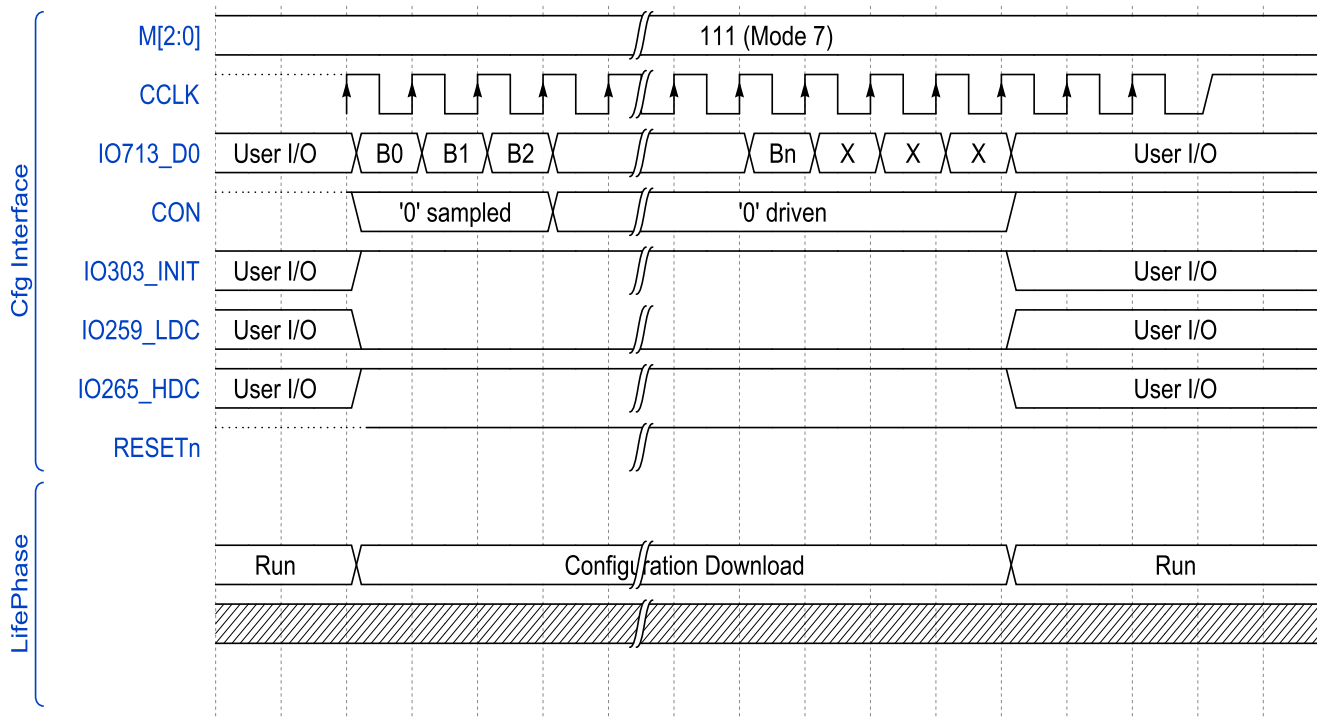 M[2:0] 111 (Mode 7)
CCLK
IO713_D0 User I/O B0 B1 B2 Bn X X X User I/O
CON '0' sampled '0' driven
IO303_INIT User I/O User I/O
IO259_LDC User I/O User I/O
IO265_HDC User I/O User I/O
RESETn
Cfg Interface
Run Configuration Download Run
LifePhase